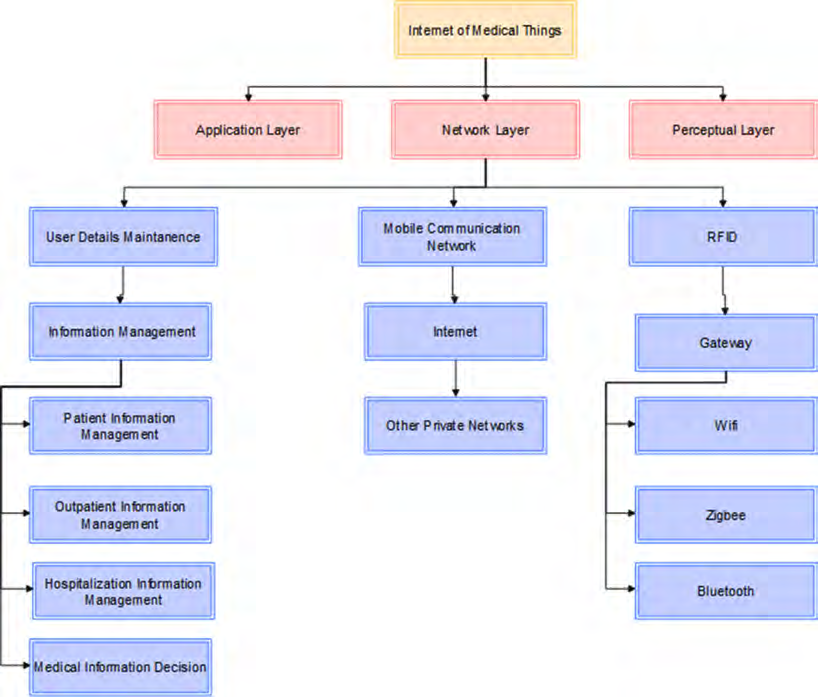 Internet of Medical Things
Application Layer
Network Layer
Perceptual Layer
User Details Maintanence
Mobile Communication
Network
RFID
Information Management
Internet
Gateway
Patient Information
Management
Other Private Networks
Wifi
Outpatient Information
Management
Zigbee
Hospitalization Information
Management
Bluetooth
Medical Information Decision